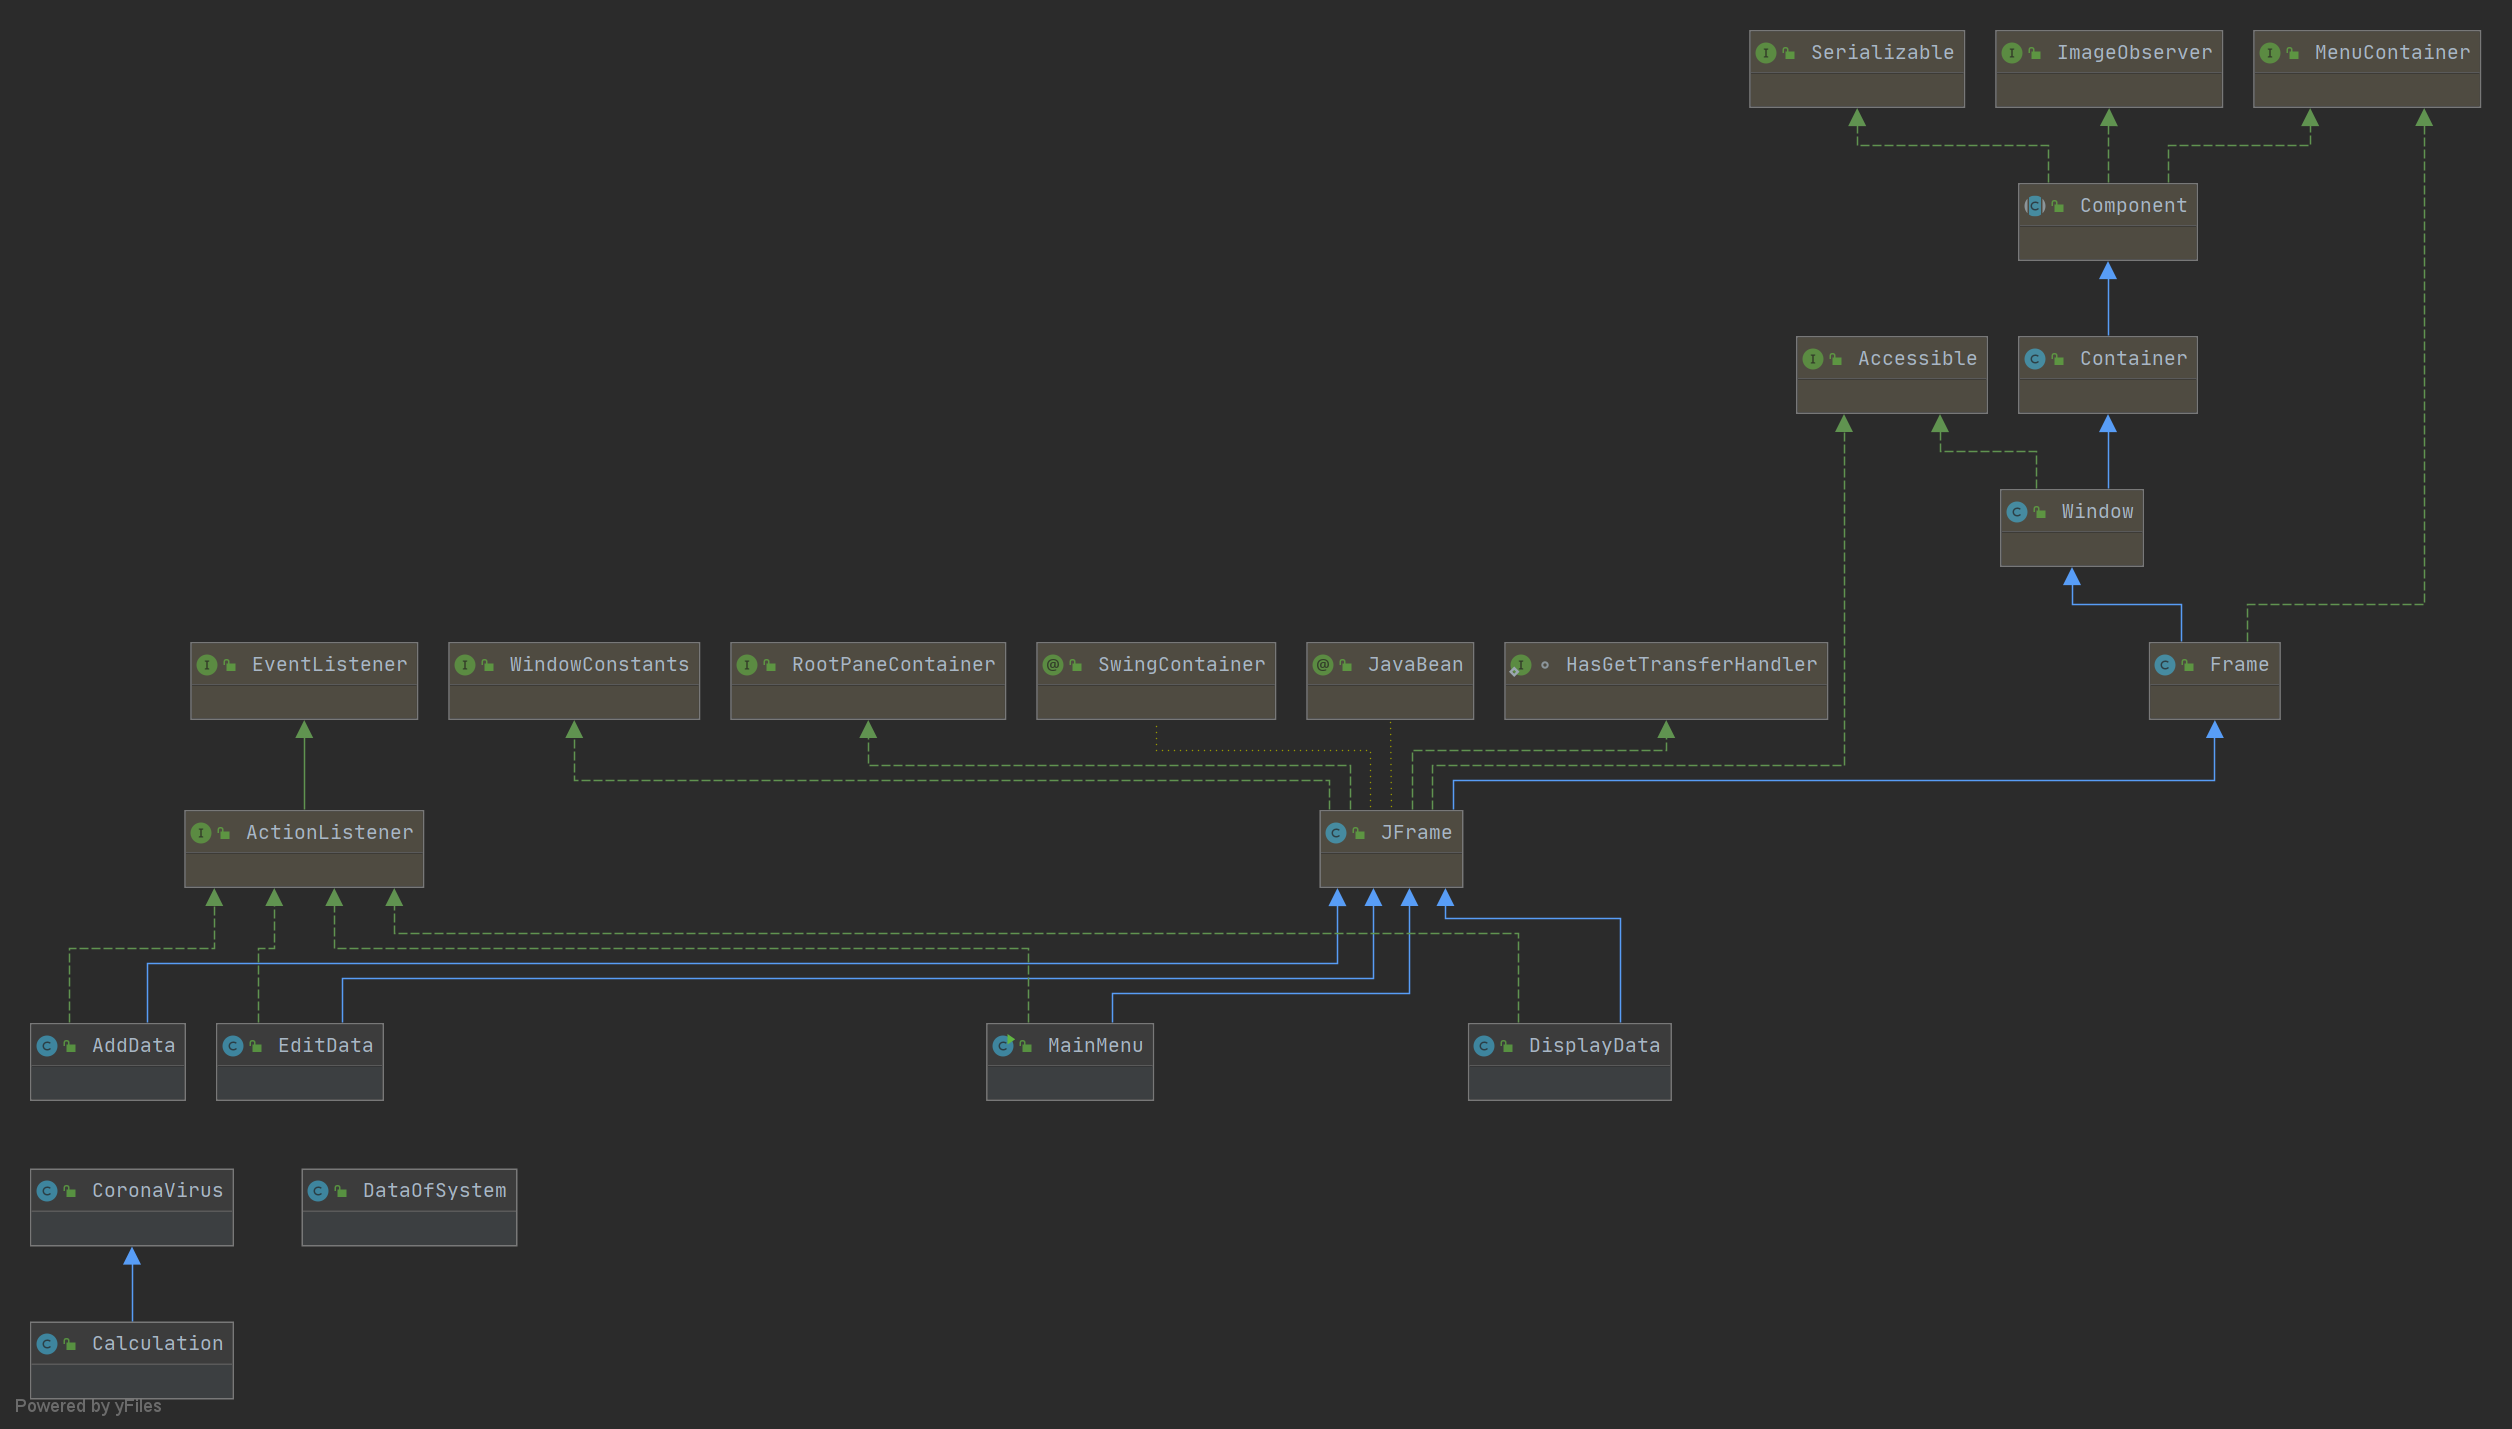 Serializable
ImageObserver
MenuContainer
Component
Accessible
Container
Window
EventListener
WindowConstants
RootPaneContainer
SwingContainer
JavaBean
HasGetTransferHandler
Frame
ActionListener
JFrame
AddData
EditData
MainMenu
DisplayData
CoronaVirus
DataOfSystem
Calculation
Powered by yFiles